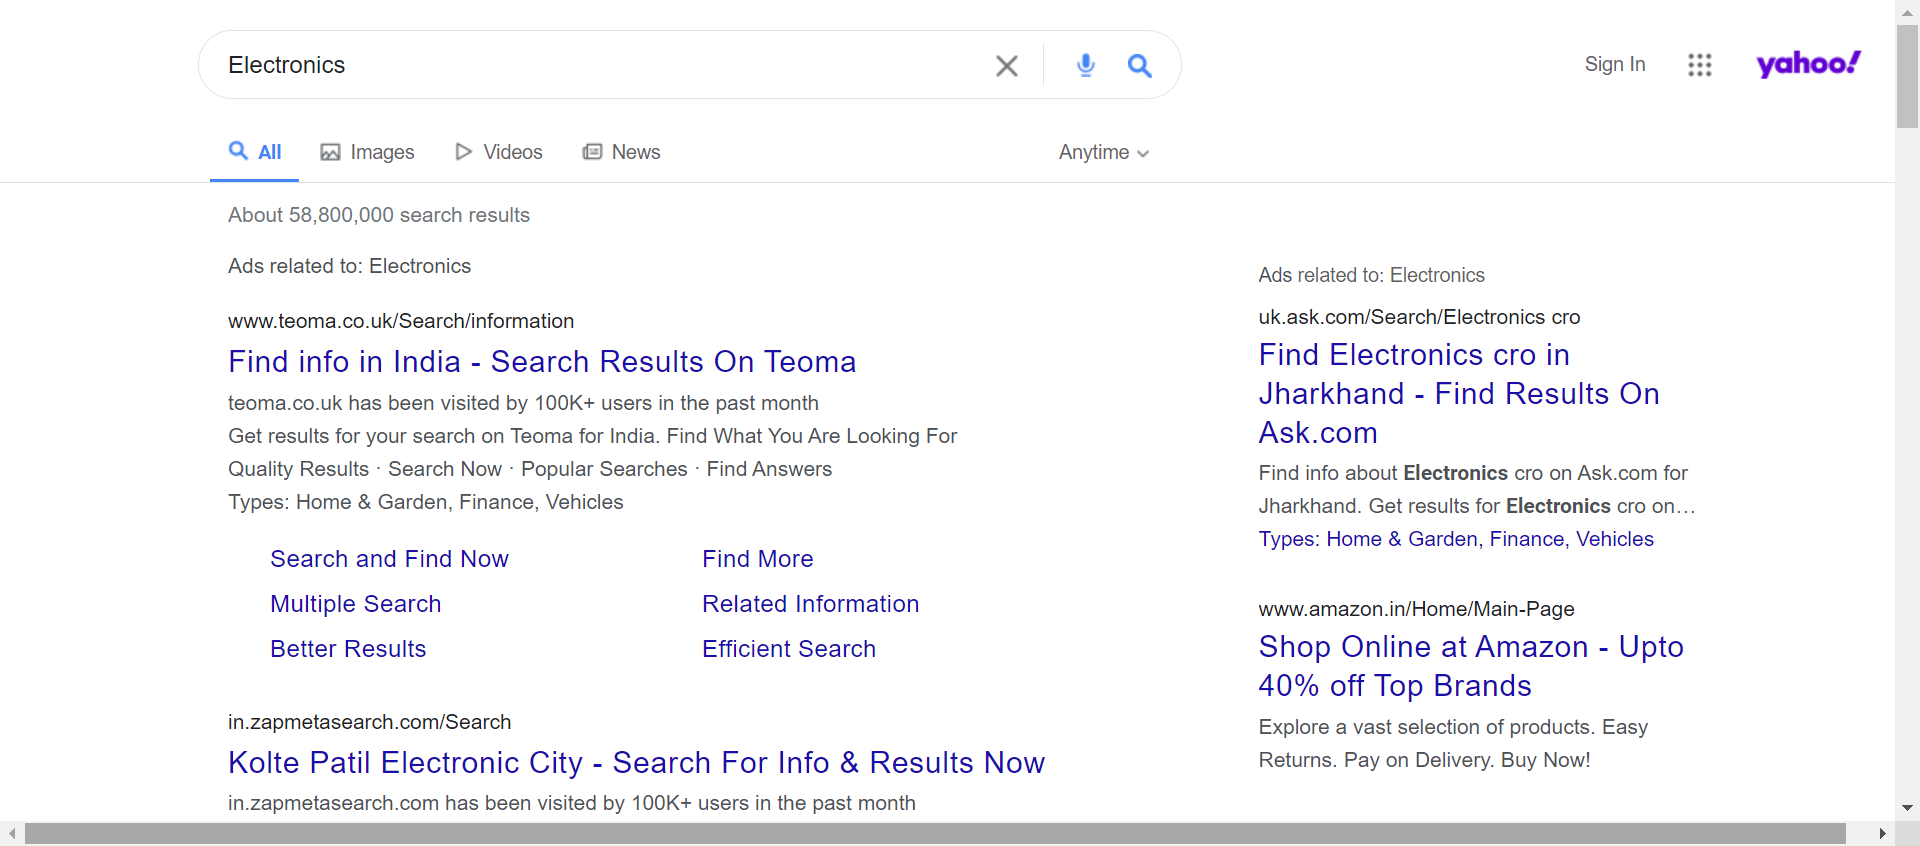 Electronics
Sign In
yahoo!
All
Images
Videos
News
Anytime
About 58,800,000 search results
Ads related to: Electronics
www.teoma.co.uk/Search/information
Find info in India - Search Results On Teoma
teoma.co.uk has been visited by 100K+ users in the past month
Get results for your search on Teoma for India. Find What You Are Looking For
Quality Results · Search Now · Popular Searches · Find Answers
Types: Home & Garden, Finance, Vehicles
Search and Find Now
Find More
Multiple Search
Related Information
Better Results
Efficient Search
in.zapmetasearch.com/Search
Kolte Patil Electronic City - Search For Info & Results Now
in.zapmetasearch.com has been visited by 100K+ users in the past month
Ads related to: Electronics
uk.ask.com/Search/Electronics cro
Find Electronics cro in
Jharkhand - Find Results On
Ask.com
Find info about Electronics cro on Ask.com for
Jharkhand. Get results for Electronics cro on…
Types: Home & Garden, Finance, Vehicles
www.amazon.in/Home/Main-Page
Shop Online at Amazon - Upto
40% off Top Brands
Explore a vast selection of products. Easy
Returns. Pay on Delivery. Buy Now!